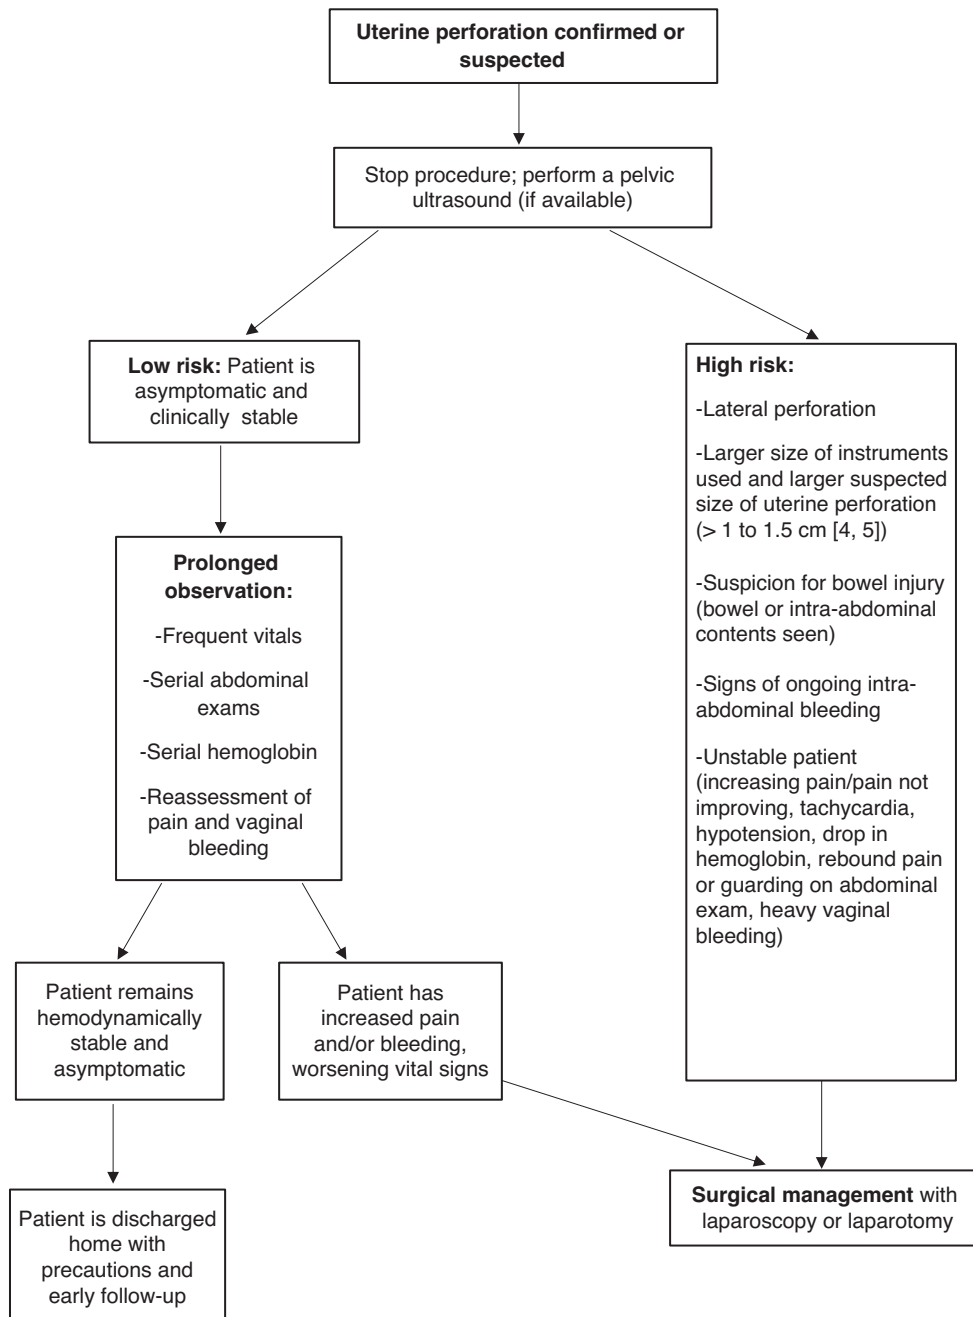 Uterine perforation confirmed or
suspected
Stop procedure; perform a pelvic
ultrasound (if available)
Low risk: Patient is
asymptomatic and
clinically stable
Prolonged
observation:
-Frequent vitals
-Serial abdominal
exams
-Serial hemoglobin
-Reassessment of
pain and vaginal
bleeding
Patient remains
hemodynamically
stable and
asymptomatic
Patient has
increased pain
and/or bleeding,
worsening vital signs
Patient is discharged
home with
precautions and
early follow-up
High risk:
-Lateral perforation
-Larger size of instruments
used and larger suspected
size of uterine perforation
(> 1 to 1.5 cm [4, 5])
-Suspicion for bowel injury
(bowel or intra-abdominal
contents seen)
-Signs of ongoing intra-
abdominal bleeding
-Unstable patient
(increasing pain/pain not
improving, tachycardia,
hypotension, drop in
hemoglobin, rebound pain
or guarding on abdominal
exam, heavy vaginal
bleeding)
Surgical management with
laparoscopy or laparotomy